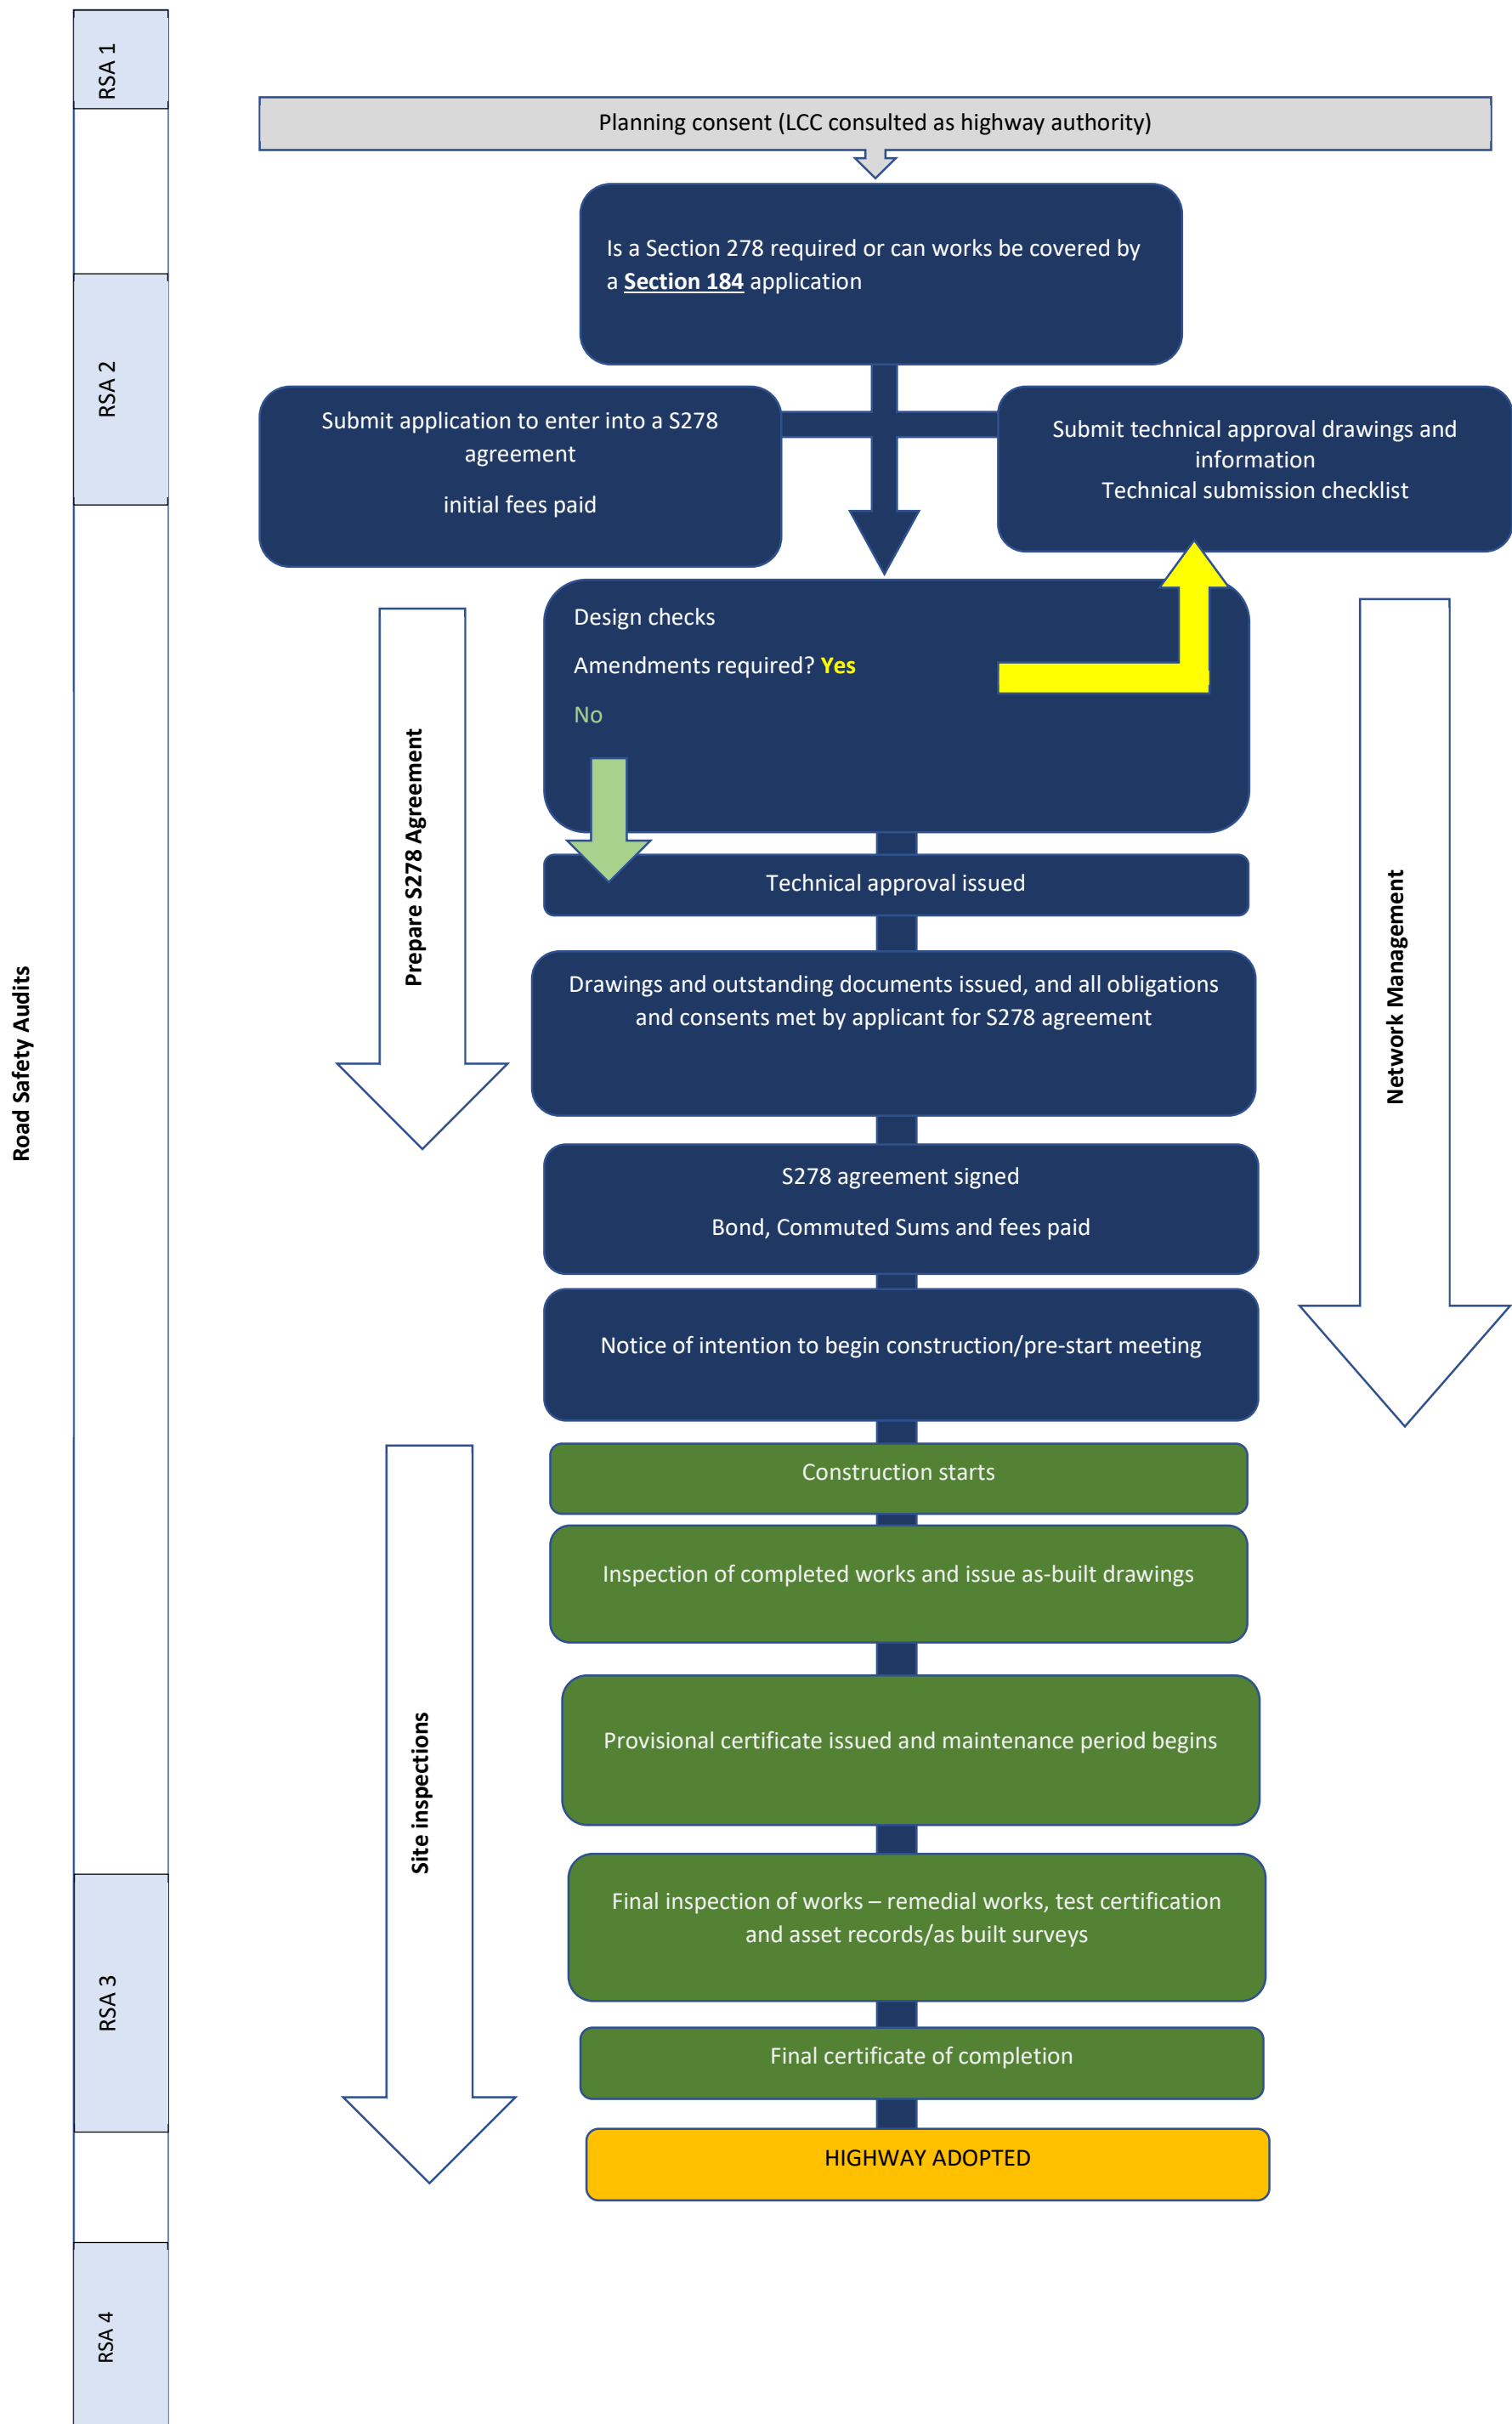 RSA 1
Planning consent (LCC consulted as highway authority)
Is a Section 278 required or can works be covered by
a Section 184 application
RSA 2
Submit application to enter into a S278
agreement
initial fees paid
Submit technical approval drawings and
information
Technical submission checklist
Design checks
Amendments required? Yes
No
Prepare S278 Agreement
Network Management
Technical approval issued
Road Safety Audits
Drawings and outstanding documents issued, and all obligations
and consents met by applicant for S278 agreement
S278 agreement signed
Bond, Commuted Sums and fees paid
Notice of intention to begin construction/pre-start meeting
Construction starts
Inspection of completed works and issue as-built drawings
Site inspections
Provisional certificate issued and maintenance period begins
Final inspection of works – remedial works, test certification
and asset records/as built surveys
RSA 3
Final certificate of completion
HIGHWAY ADOPTED
RSA 4